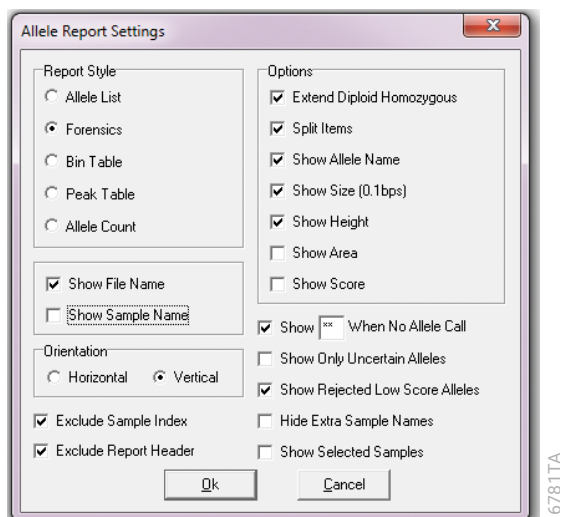 Allele Report Settings
Report Style
Allele List
Forensics
Bin Table
Peak Table
Allele Count
Show File Name
Show Sample Name
Orientation
Horizontal
Vertical
Exclude Sample Index
Exclude Report Header
Options
Extend Diploid Homozygous
Split Items
Show Allele Name
Show Size (0.1bps)
Show Height
Show Area
Show Score
Show ** When No Allele Call
Show Only Uncertain Alleles
Show Rejected Low Score Alleles
Hide Extra Sample Names
Show Selected Samples
Ok
Cancel
6781TA